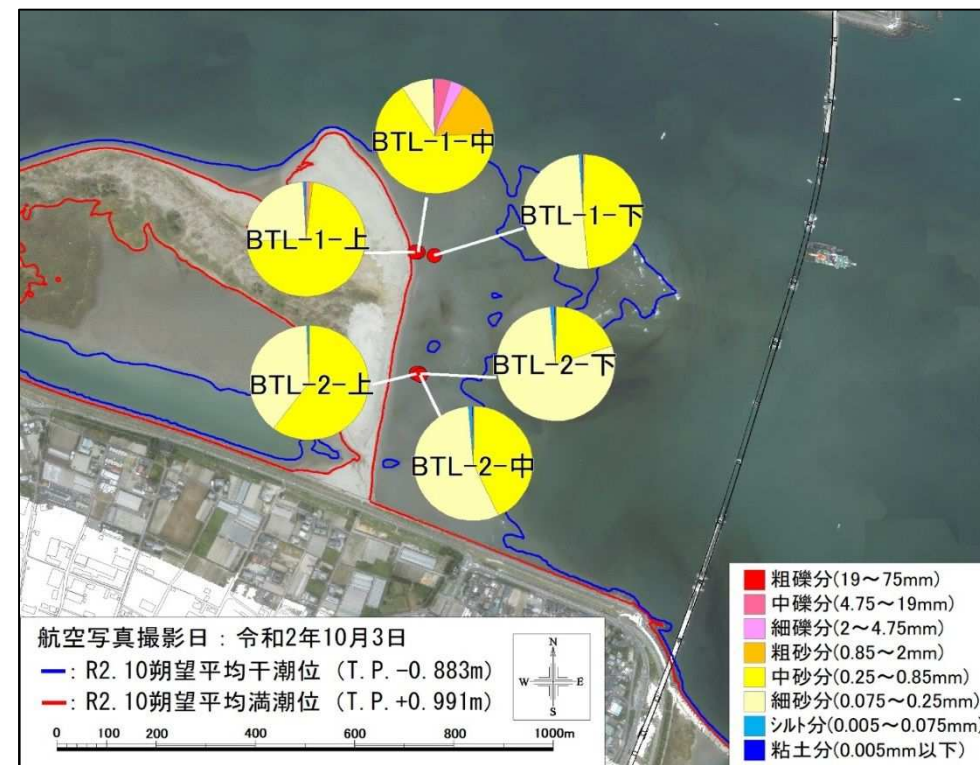 BTL-1-中
BTL-1-下
BTL-1-上
BTL-2-下
BTL-2-上
BTL-2-中
航空写真撮影日：令和2年10月3日
: R2.10朔望平均干潮位 (T.P.-0.883m)
: R2.10朔望平均満潮位 (T.P.+0.991m)
N
W E
S
0 100 200 300 400 500 1000m
粗礫分(19～75mm)
中礫分(4.75～19mm)
細礫分(2～4.75mm)
粗砂分(0.85～2mm)
中砂分(0.25～0.85mm)
細砂分(0.075～0.25mm)
シルト分(0.005～0.075mm)
粘土分(0.005mm以下)